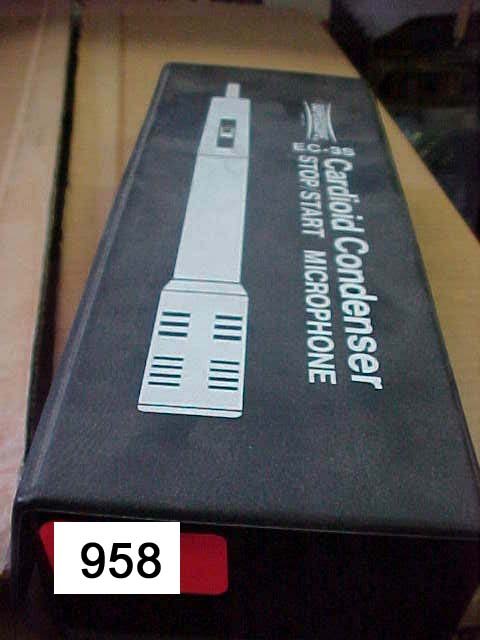 EC-3S
Cardioid Condenser
STOP/START MICROPHONE
958